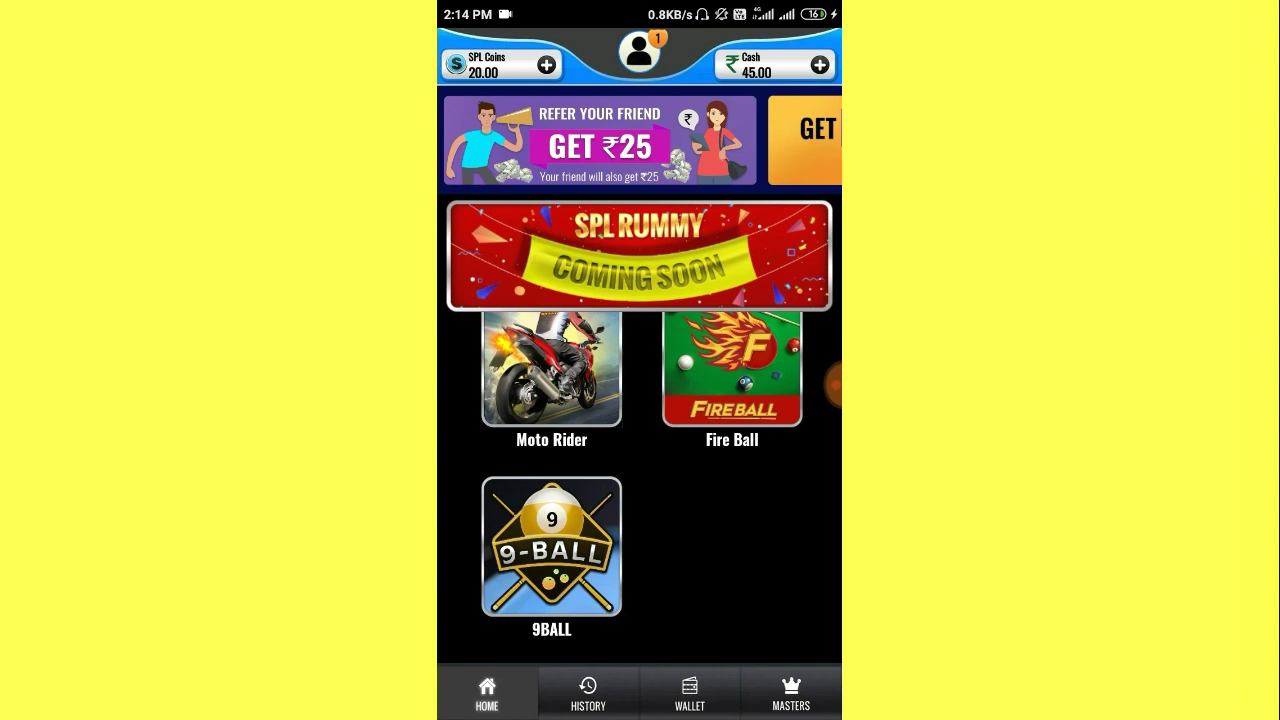 2:14 PM
0.8KB/s
4G
16
1
SPL Coins
20.00
₹ Cash
45.00
REFER YOUR FRIEND
GET ₹25
Your friend will also get ₹25
₹
GET
SPL RUMMY
COMING SOON
F
FIREBALL
Moto Rider
Fire Ball
9
9-BALL
9BALL
HOME
HISTORY
WALLET
MASTERS